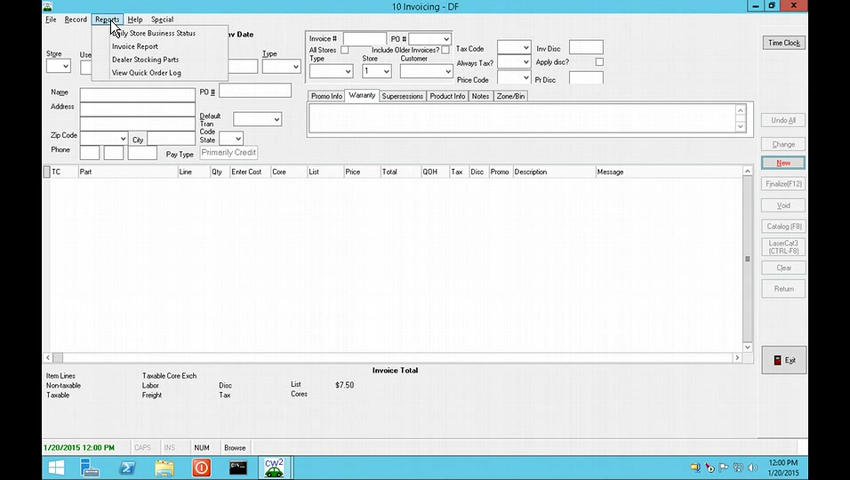 10 Invoicing - DF
File Record Reports Help Special
Daily Store Business Status
Invoice Report
Dealer Stocking Parts
View Quick Order Log
Inv Date
Store
Type
Invoice # PO #
All Stores Include Older Invoices?
Type Store Customer
1
Tax Code Inv Disc
Always Tax? Apply disc?
Price Code Pr Disc
Time Clock
Name PO #
Address
Default
Tran
Code
Zip Code City State
Phone Pay Type Primarily Credit
Promo Info Warranty Supersessions Product Info Notes Zone/Bin
Undo All
Change
New
Finalize(F12)
Void
Catalog (F8)
LaserCat3
(CTRL-F8)
Clear
Return
Exit
TC Part Line Qty Enter Cost Core List Price Total QOH Tax Disc Promo Description Message
Invoice Total
Item Lines Taxable Core Exch
Non-taxable Labor Disc List $7.50
Taxable Freight Tax Cores
1/20/2015 12:00 PM CAPS INS NUM Browse
CW2
12:00 PM
1/20/2015